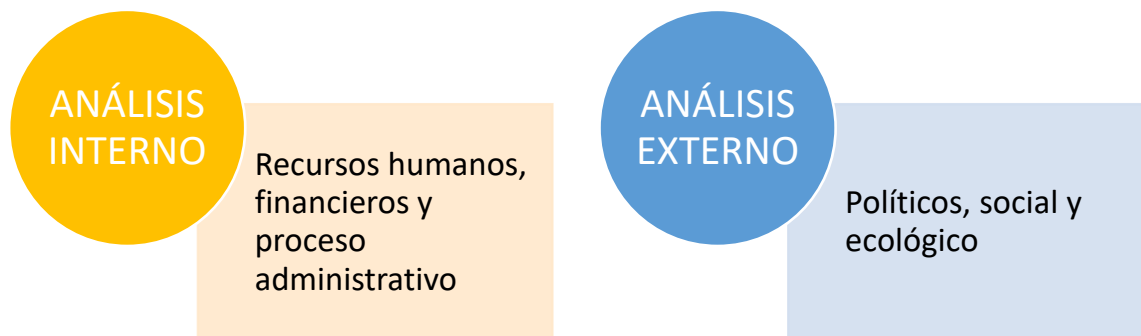 ANÁLISIS
INTERNO
Recursos humanos,
financieros y
proceso
administrativo
ANÁLISIS
EXTERNO
Políticos, social y
ecológico